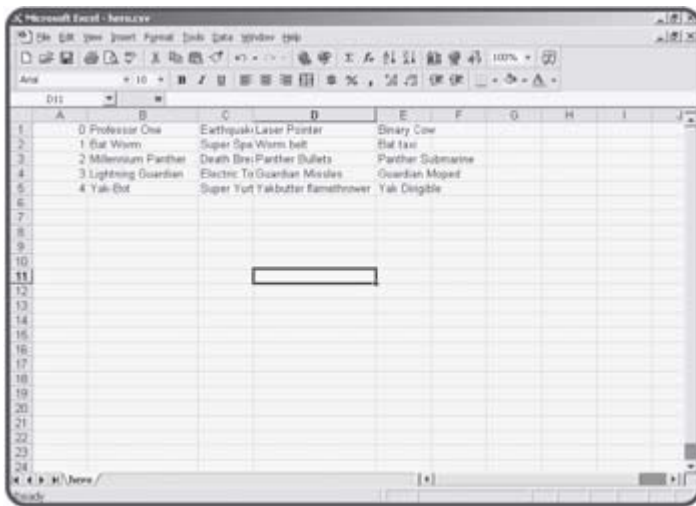 Microsoft Excel - hero.csv
File Edit View Insert Format Tools Data Window Help
100%
Arial 10 B I U $ % ,
D11
A B C D E F G H I J
1 0 Professor One Earthquak Laser Pointer Binary Cow
2 1 Bat Worm Super Spe Worm belt Bat taxi
3 2 Millennium Panther Death Bre Panther Bullets Panther Submarine
4 3 Lightning Guardian Electric To Guardian Missles Guardian Moped
5 4 Yak-Bot Super Yurt Yakbutter flamethrower Yak Dirigible
6
7
8
9
10
11
12
13
14
15
16
17
18
19
20
21
22
23
24
hero
Ready